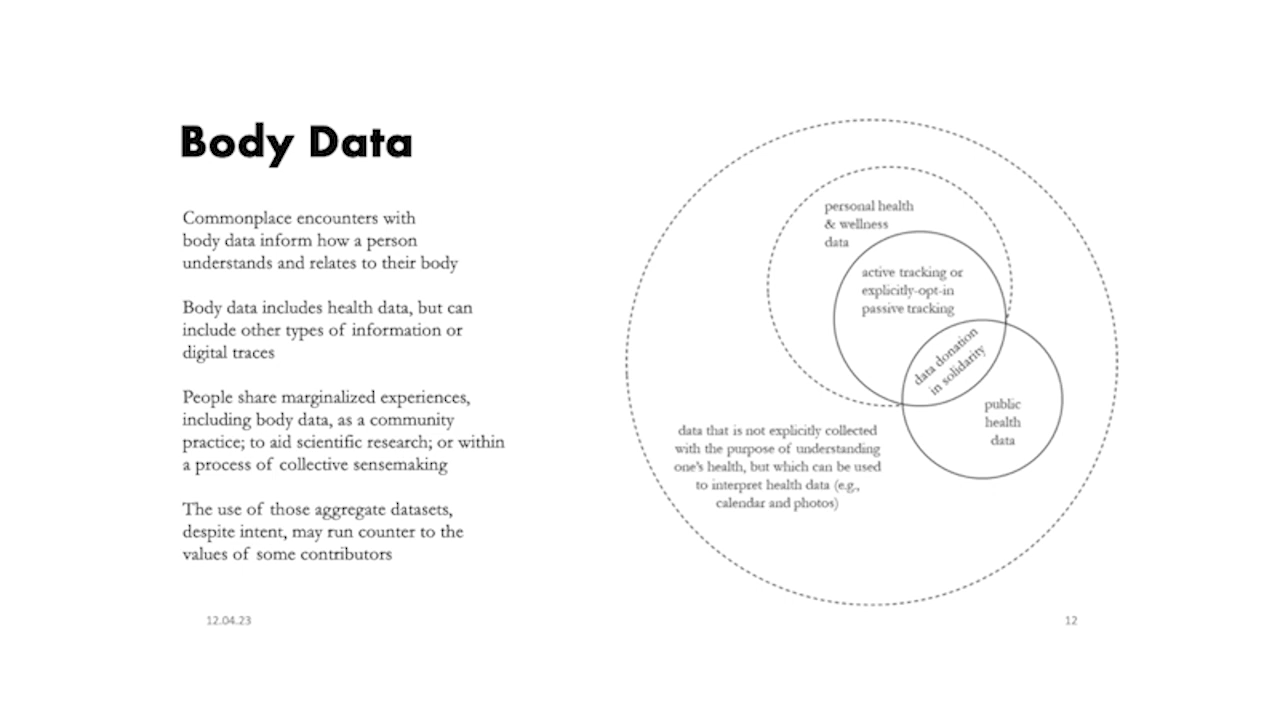 Body Data
Commonplace encounters with
body data inform how a person
understands and relates to their body
Body data includes health data, but can
include other types of information or
digital traces
People share marginalized experiences,
including body data, as a community
practice; to aid scientific research; or within
a process of collective sensemaking
The use of those aggregate datasets,
despite intent, may run counter to the
values of some contributors
personal health
& wellness
data
active tracking or
explicitly-opt-in
passive tracking
data donation
in solidarity
public
health
data
data that is not explicitly collected
with the purpose of understanding
one's health, but which can be used
to interpret health data (e.g.,
calendar and photos)
12.04.23
12